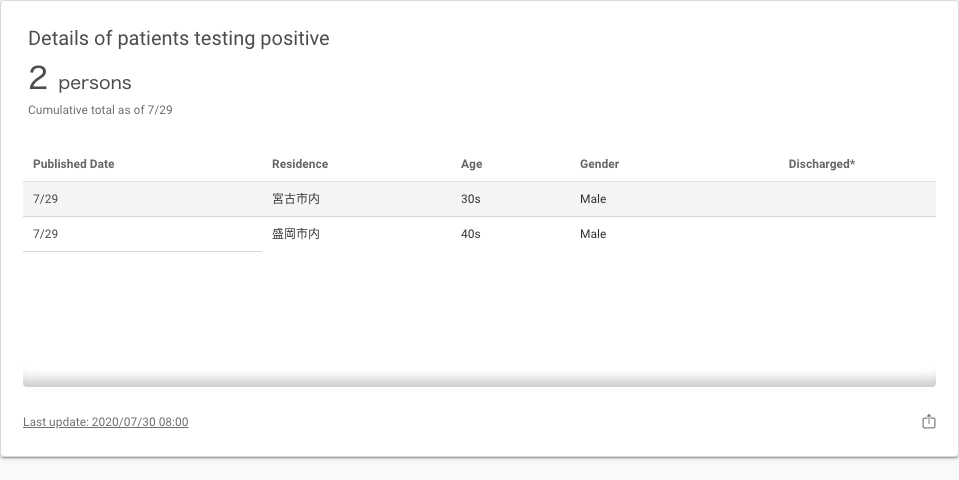 Details of patients testing positive
2 persons
Cumulative total as of 7/29
Published Date Residence Age Gender Discharged*
7/29 宮古市内 30s Male
7/29 盛岡市内 40s Male
Last update: 2020/07/30 08:00